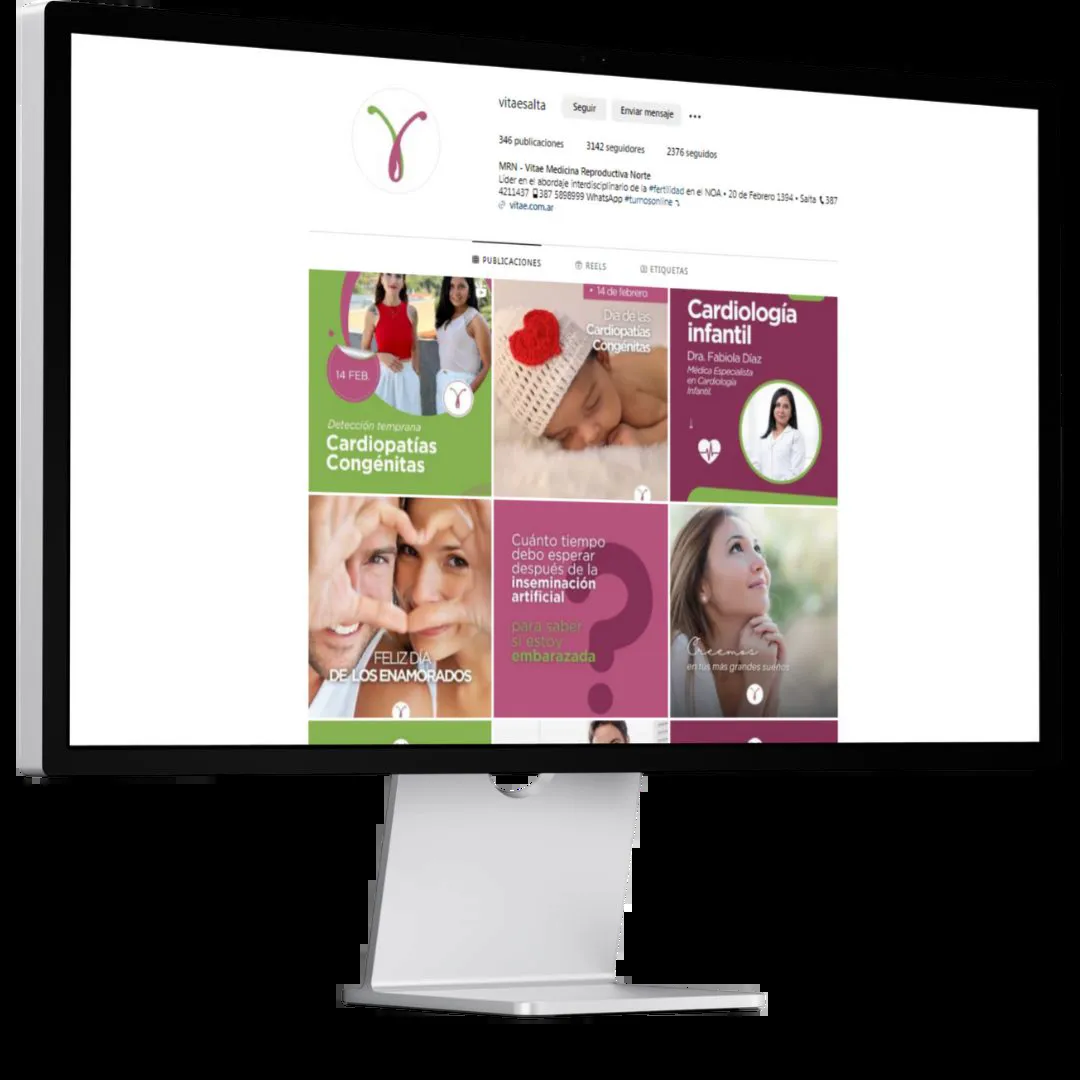 vitaesalta Seguir Enviar mensaje
346 publicaciones 3142 seguidores 2376 seguidos
MRN - Vitae Medicina Reproductiva Norte
Líder en el abordaje interdisciplinario de la #fertilidad en el NOA • 20 de Febrero 1394 • Salta 387
4211437 387 5898999 WhatsApp #turnosonline
vitae.com.ar
PUBLICACIONES REELS ETIQUETAS
14 FEB.
Detección temprana
Cardiopatías
Congénitas
• 14 de febrero
Día de las
Cardiopatías
Congénitas
Cardiología
infantil
Dra. Fabiola Díaz
Médica Especialista
en Cardiología
Infantil.
FELIZ DÍA
DE LOS ENAMORADOS
Cuánto tiempo
debo esperar
después de la
inseminación
artificial
para saber
si estoy
embarazada
?
Creemos
en tus más grandes sueños